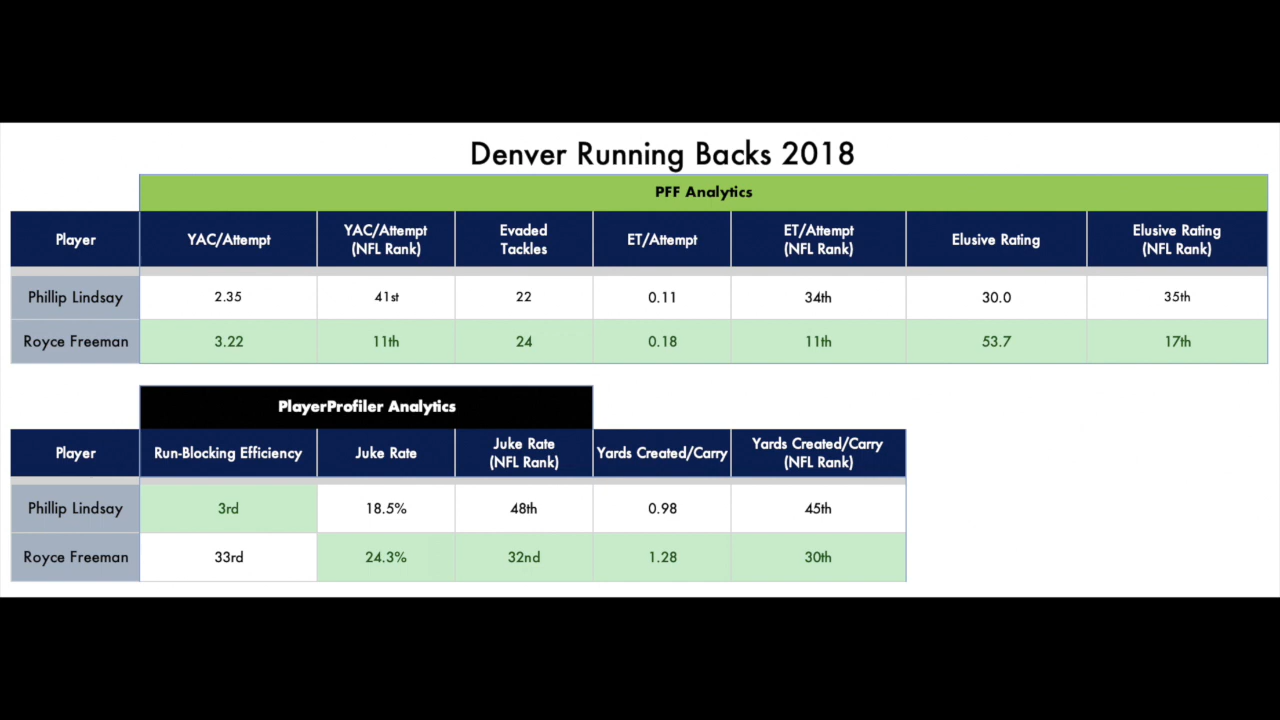 Denver Running Backs 2018
PFF Analytics
Player YAC/Attempt YAC/Attempt (NFL Rank) Evaded Tackles ET/Attempt ET/Attempt (NFL Rank) Elusive Rating Elusive Rating (NFL Rank)
Phillip Lindsay 2.35 41st 22 0.11 34th 30.0 35th
Royce Freeman 3.22 11th 24 0.18 11th 53.7 17th
PlayerProfiler Analytics
Player Run-Blocking Efficiency Juke Rate Juke Rate (NFL Rank) Yards Created/Carry Yards Created/Carry (NFL Rank)
Phillip Lindsay 3rd 18.5% 48th 0.98 45th
Royce Freeman 33rd 24.3% 32nd 1.28 30th